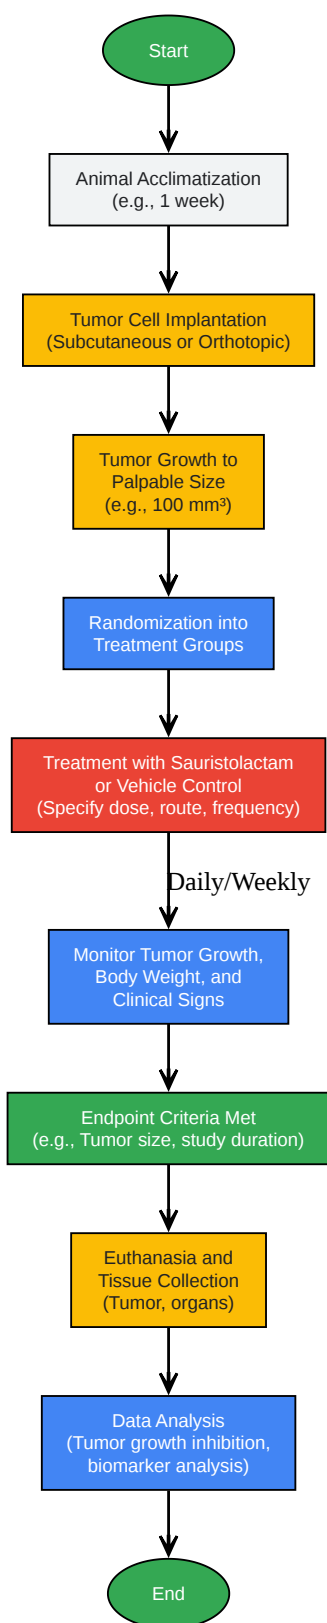 Start
Animal Acclimatization
(e.g., 1 week)
Tumor Cell Implantation
(Subcutaneous or Orthotopic)
Tumor Growth to
Palpable Size
(e.g., 100 mm³)
Randomization into
Treatment Groups
Treatment with Sauristolactam
or Vehicle Control
(Specify dose, route, frequency)
Daily/Weekly
Monitor Tumor Growth,
Body Weight, and
Clinical Signs
Endpoint Criteria Met
(e.g., Tumor size, study duration)
Euthanasia and
Tissue Collection
(Tumor, organs)
Data Analysis
(Tumor growth inhibition,
biomarker analysis)
End